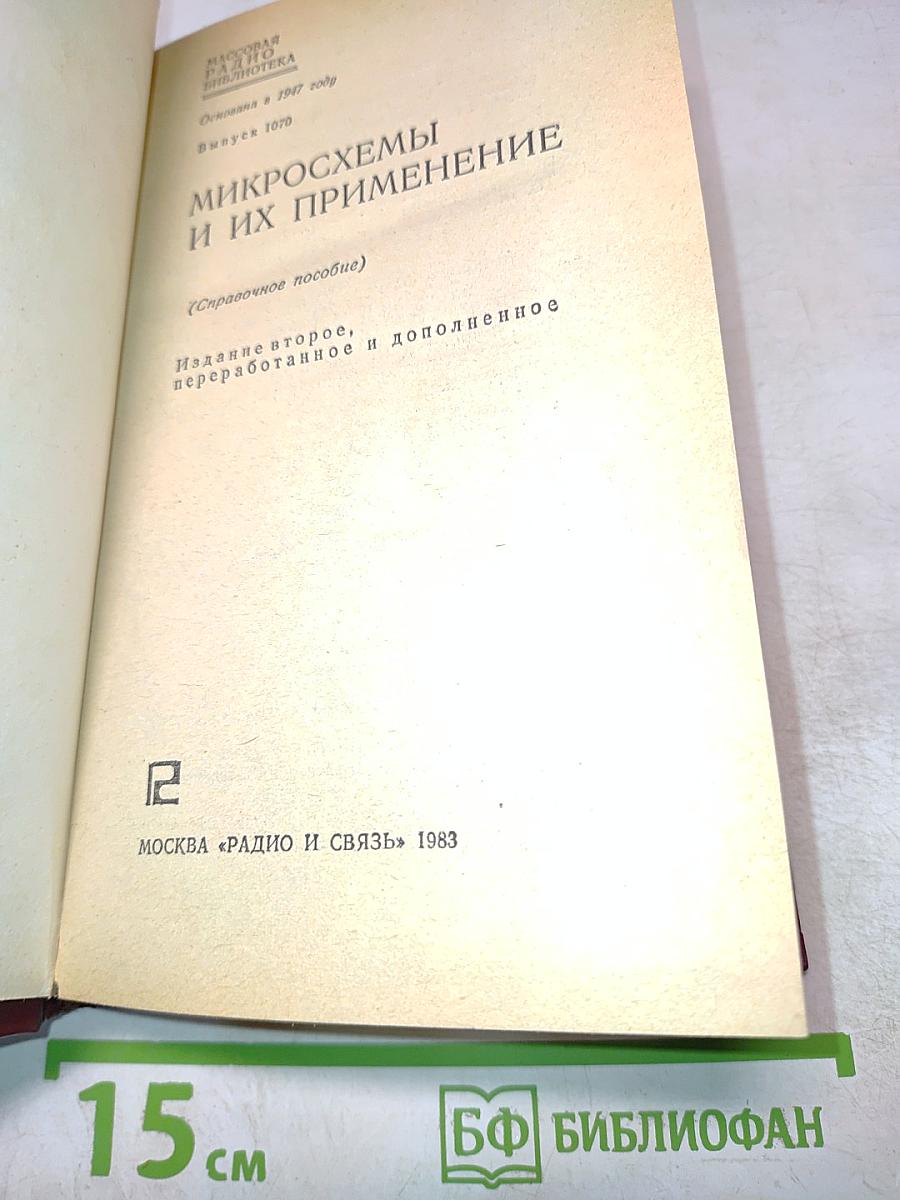 МАССОВАЯ
РАДИО
БИБЛИОТЕКА
Основана в 1947 году
Выпуск 1070
МИКРОСХЕМЫ
И ИХ ПРИМЕНЕНИЕ
(Справочное пособие)
Издание второе,
переработанное и дополненное
МОСКВА «РАДИО И СВЯЗЬ» 1983
15 см
БФ БИБЛИОФАН